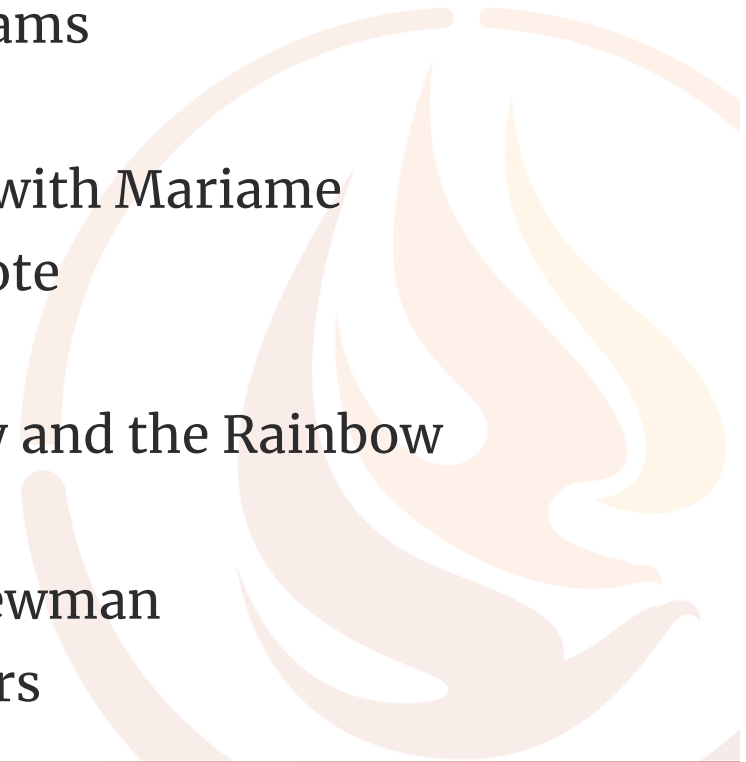 ams
with Mariame
ote
y and the Rainbow
ewman
rs